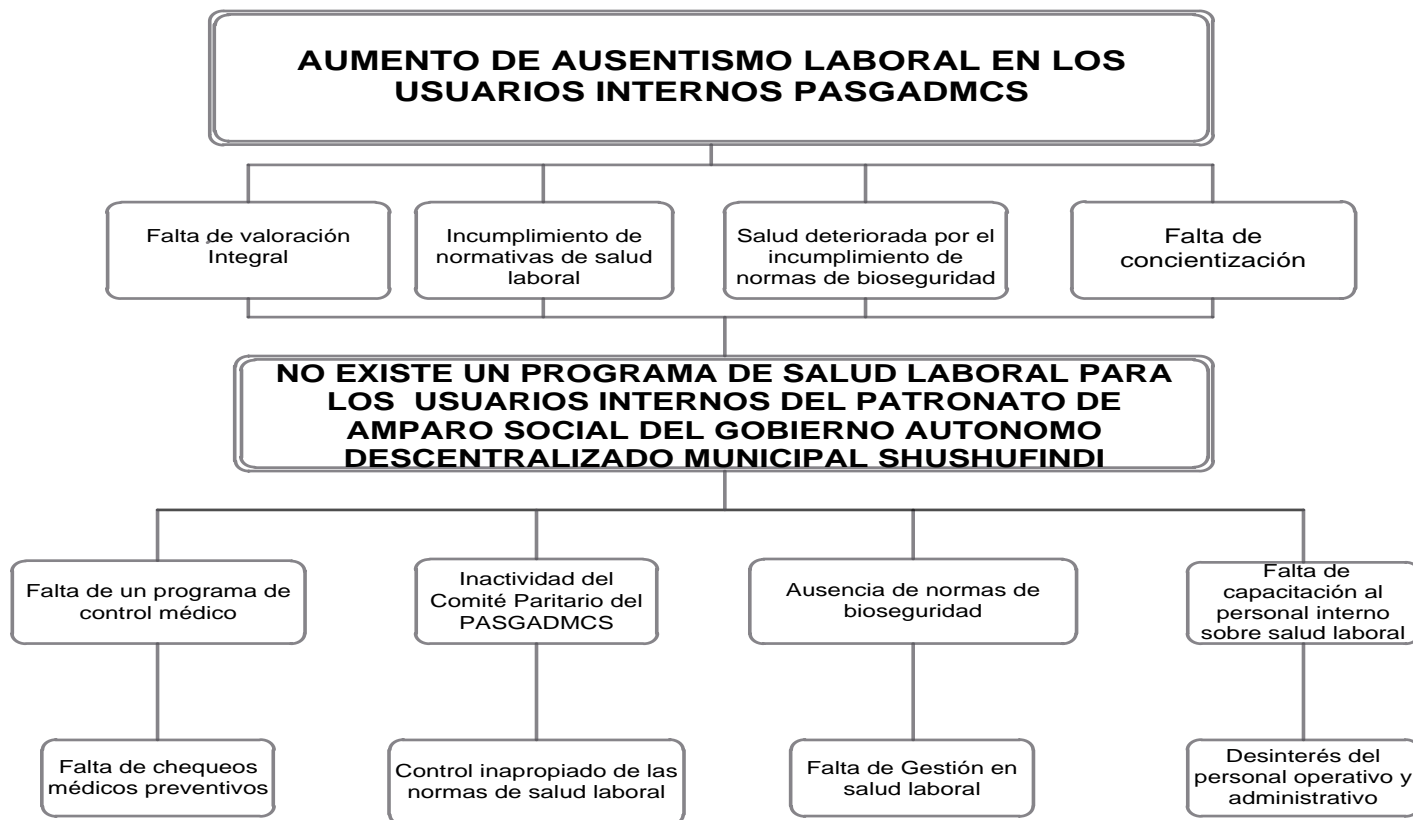 AUMENTO DE AUSENTISMO LABORAL EN LOS
USUARIOS INTERNOS PASGADMCS
Falta de valoración
Integral
Incumplimiento de
normativas de salud
laboral
Salud deteriorada por el
incumplimiento de
normas de bioseguridad
Falta de
concientización
NO EXISTE UN PROGRAMA DE SALUD LABORAL PARA
LOS USUARIOS INTERNOS DEL PATRONATO DE
AMPARO SOCIAL DEL GOBIERNO AUTONOMO
DESCENTRALIZADO MUNICIPAL SHUSHUFINDI
Falta de un programa de
control médico
Inactividad del
Comité Paritario del
PASGADMCS
Ausencia de normas de
bioseguridad
Falta de
capacitación al
personal interno
sobre salud laboral
Falta de chequeos
médicos preventivos
Control inapropiado de las
normas de salud laboral
Falta de Gestión en
salud laboral
Desinterés del
personal operativo y
administrativo